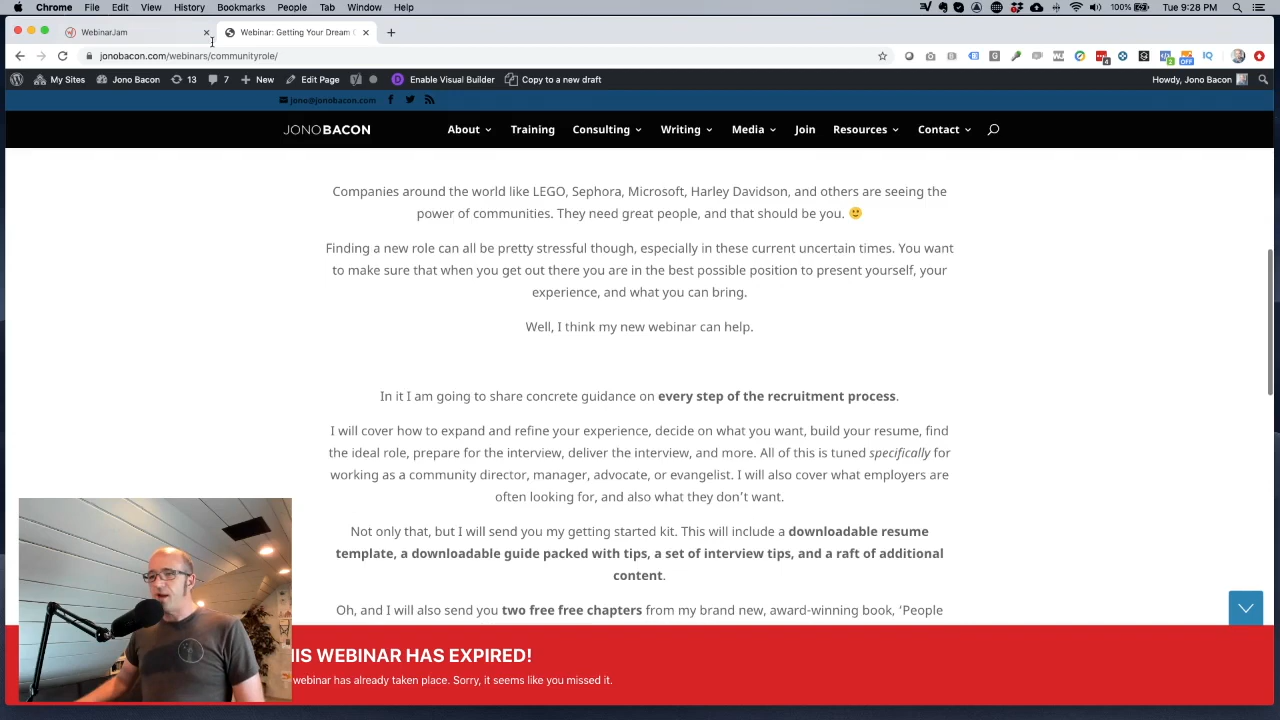 Chrome File Edit View History Bookmarks People Tab Window Help 100% Tue 9:28 PM
WebinarJam Webinar: Getting Your Dream C
jonobacon.com/webinars/communityrole/
My Sites Jono Bacon 13 7 New Edit Page Enable Visual Builder Copy to a new draft Howdy, Jono Bacon
jono@jonobacon.com
JONOBACON About Training Consulting Writing Media Join Resources Contact
Companies around the world like LEGO, Sephora, Microsoft, Harley Davidson, and others are seeing the
power of communities. They need great people, and that should be you. 🙂
Finding a new role can all be pretty stressful though, especially in these current uncertain times. You want
to make sure that when you get out there you are in the best possible position to present yourself, your
experience, and what you can bring.
Well, I think my new webinar can help.
In it I am going to share concrete guidance on every step of the recruitment process.
I will cover how to expand and refine your experience, decide on what you want, build your resume, find
the ideal role, prepare for the interview, deliver the interview, and more. All of this is tuned specifically for
working as a community director, manager, advocate, or evangelist. I will also cover what employers are
often looking for, and also what they don't want.
Not only that, but I will send you my getting started kit. This will include a downloadable resume
template, a downloadable guide packed with tips, a set of interview tips, and a raft of additional
content.
Oh, and I will also send you two free free chapters from my brand new, award-winning book, 'People
IS WEBINAR HAS EXPIRED!
webinar has already taken place. Sorry, it seems like you missed it.